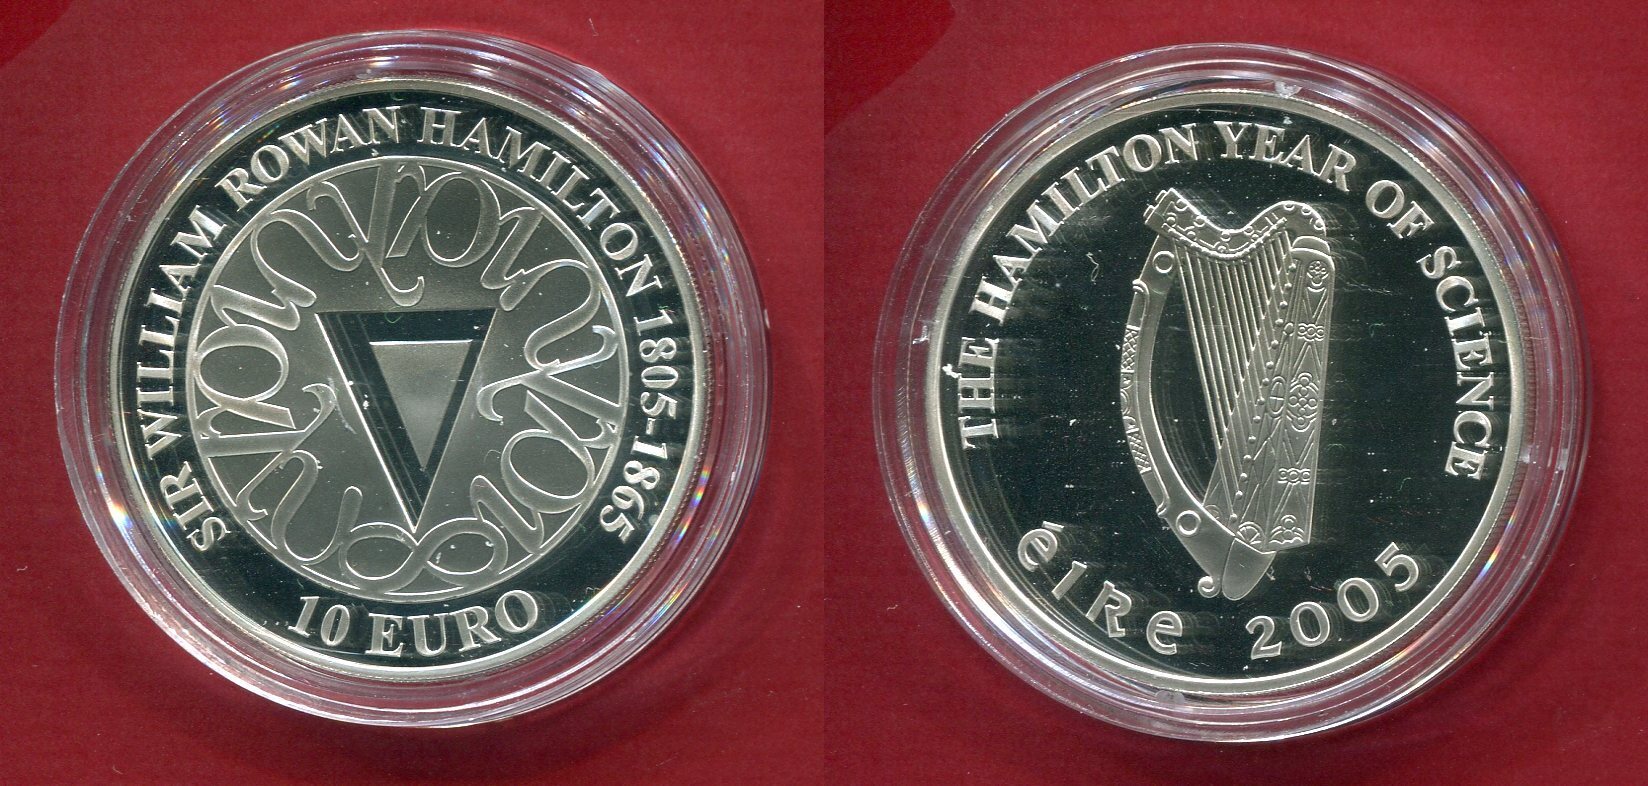 SIR WILLIAM ROWAN HAMILTON 1805-1865
10 EURO
THE HAMILTON YEAR OF SCIENCE
éIRe 2005